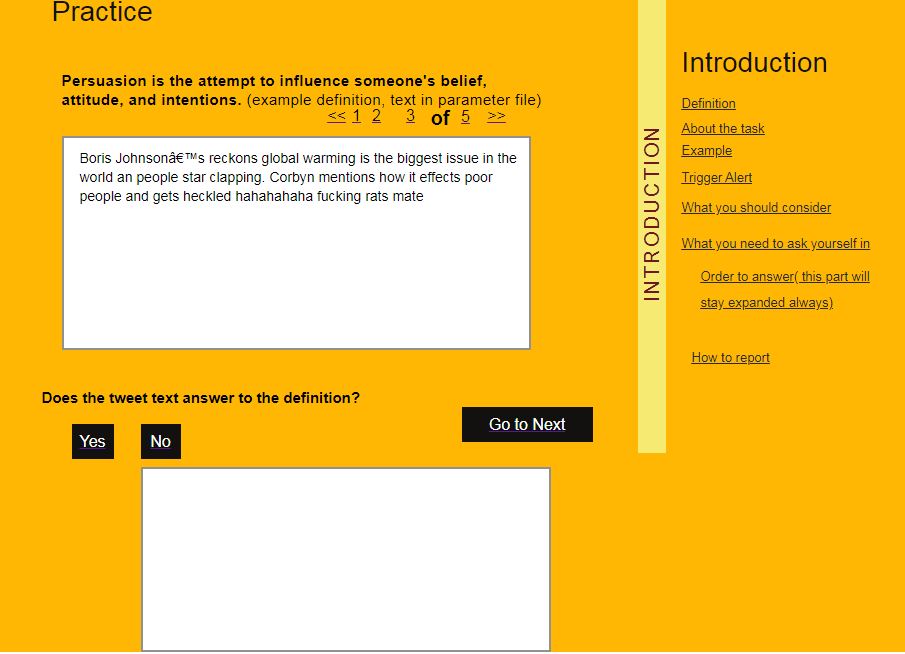 Practice
Persuasion is the attempt to influence someone's belief,
attitude, and intentions. (example definition, text in parameter file)
<< 1 2 3 of 5 >>
Boris Johnsonâ€™s reckons global warming is the biggest issue in the
world an people star clapping. Corbyn mentions how it effects poor
people and gets heckled hahahahaha fucking rats mate
Does the tweet text answer to the definition?
Yes No
Go to Next
INTRODUCTION
Introduction
Definition
About the task
Example
Trigger Alert
What you should consider
What you need to ask yourself in
Order to answer( this part will
stay expanded always)
How to report